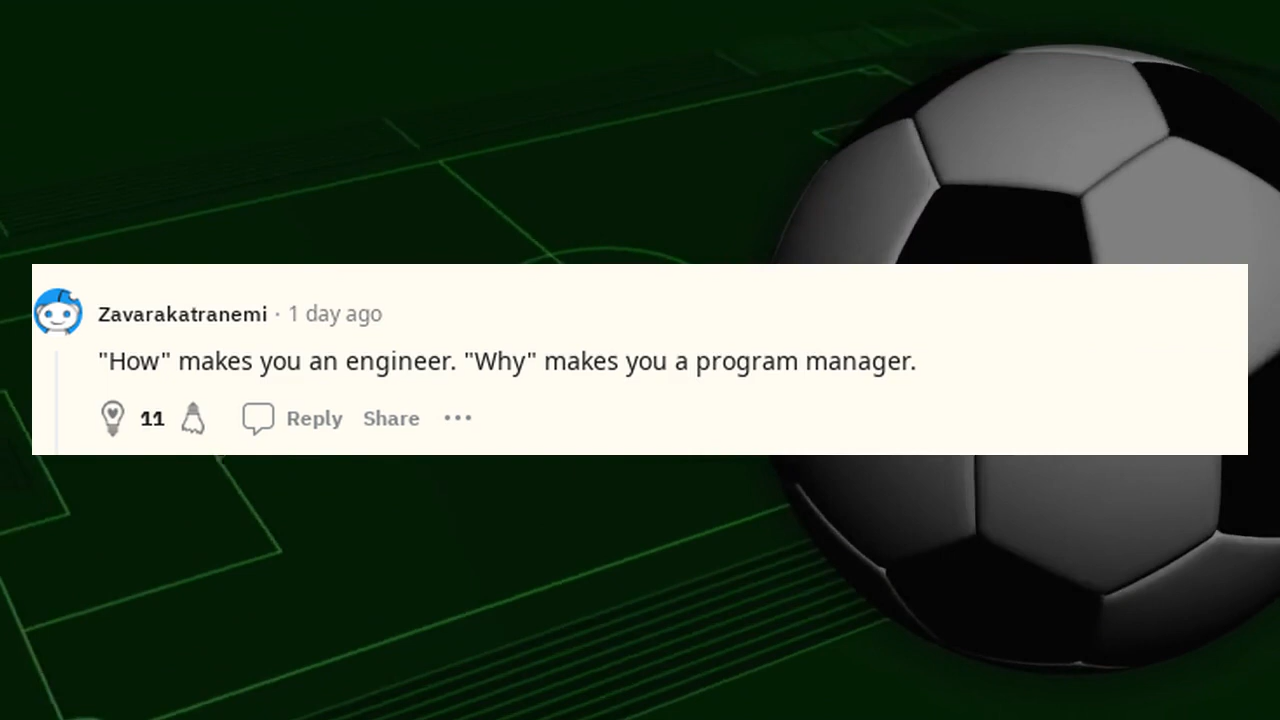 Zavarakatranemi · 1 day ago
"How" makes you an engineer. "Why" makes you a program manager.
11 Reply Share ···